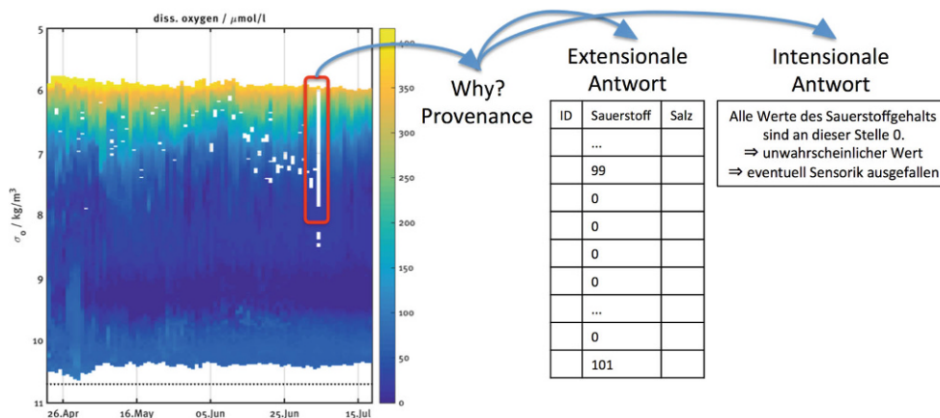 diss. oxygen / μmol/l
5
6
7
8
9
10
11
σ₀ / kg/m³
26.Apr
16.May
05.Jun
25.Jun
15.Jul
400
350
300
250
200
150
100
50
0
Why?
Provenance
Extensionale
Antwort
ID Sauerstoff Salz
...
99
0
0
0
0
...
0
101
Intensionale
Antwort
Alle Werte des Sauerstoffgehalts
sind an dieser Stelle 0.
⇒ unwahrscheinlicher Wert
⇒ eventuell Sensorik ausgefallen